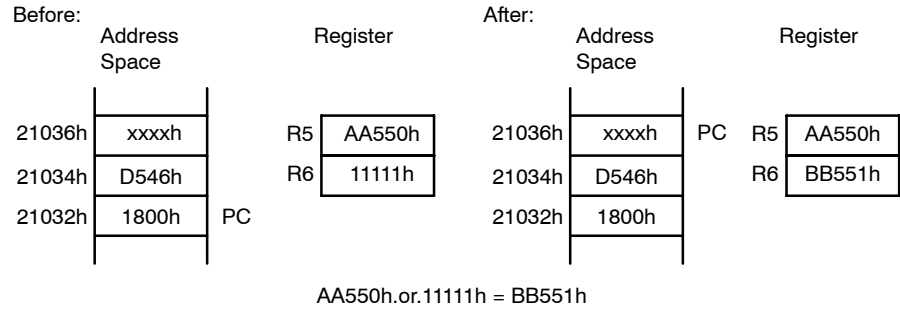 Before:
After:
Address Space
Register
Address Space
Register
21036h xxxxh R5 AA550h
21036h xxxxh PC R5 AA550h
21034h D546h R6 11111h
21034h D546h R6 BB551h
21032h 1800h PC
21032h 1800h
AA550h.or.11111h = BB551h